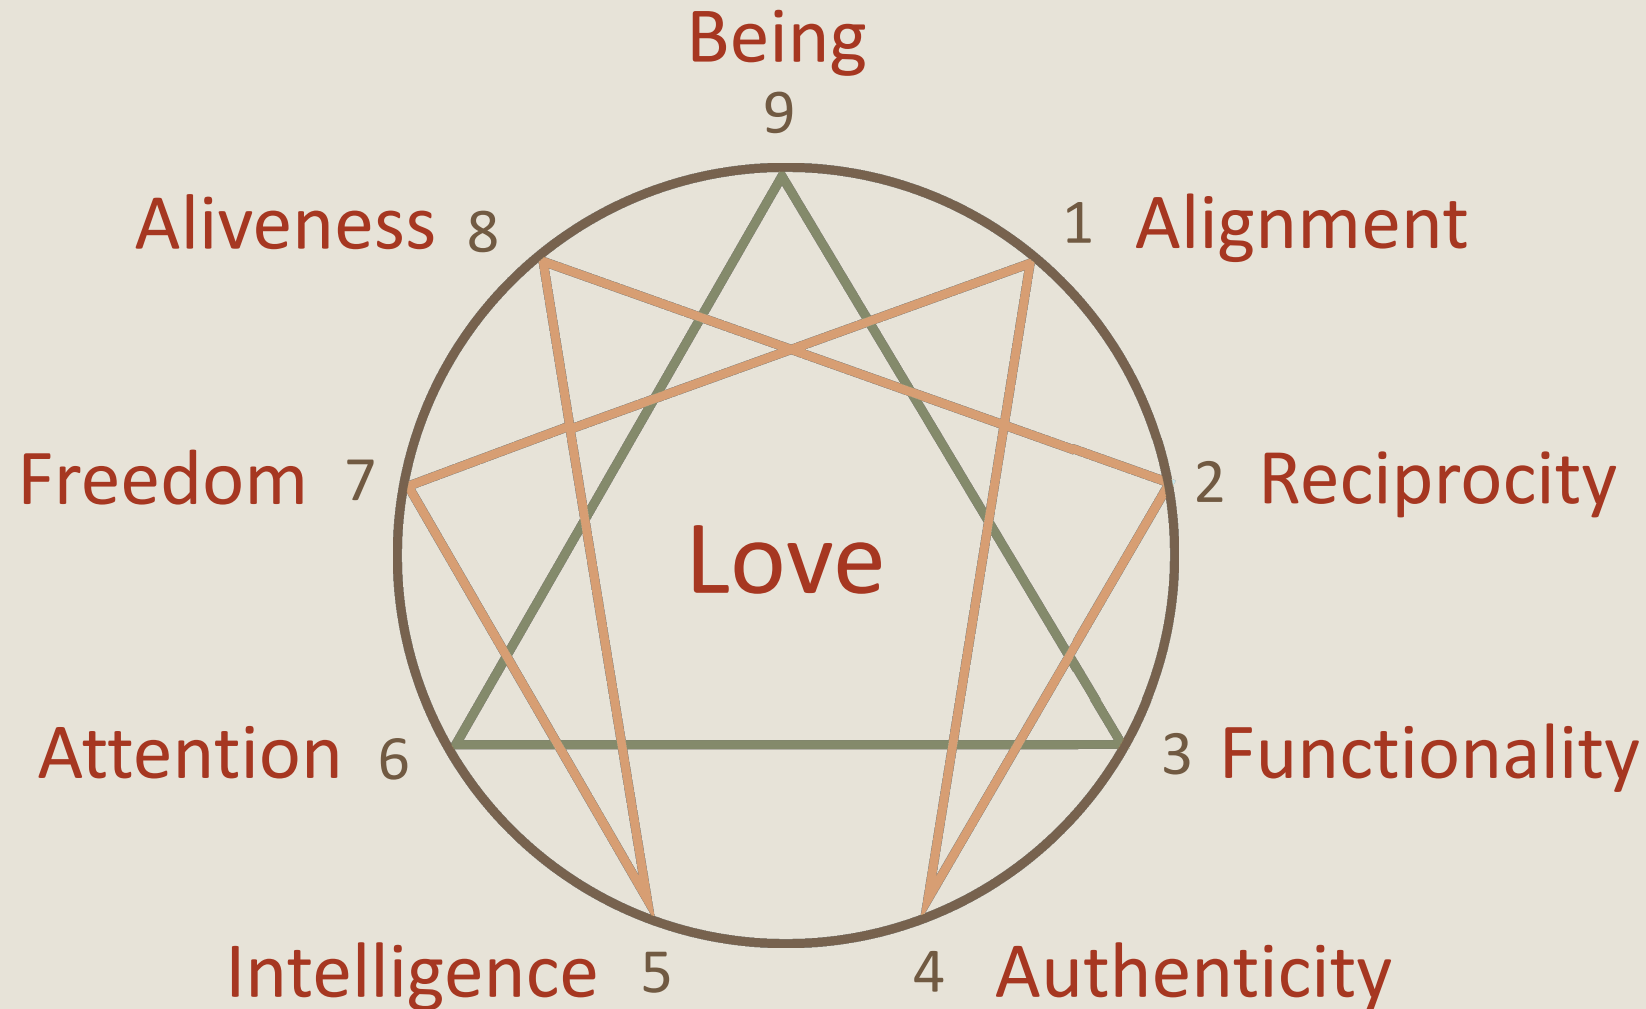 Being
9
Aliveness 8
1 Alignment
Freedom 7
2 Reciprocity
Love
Attention 6
3 Functionality
Intelligence 5
4 Authenticity